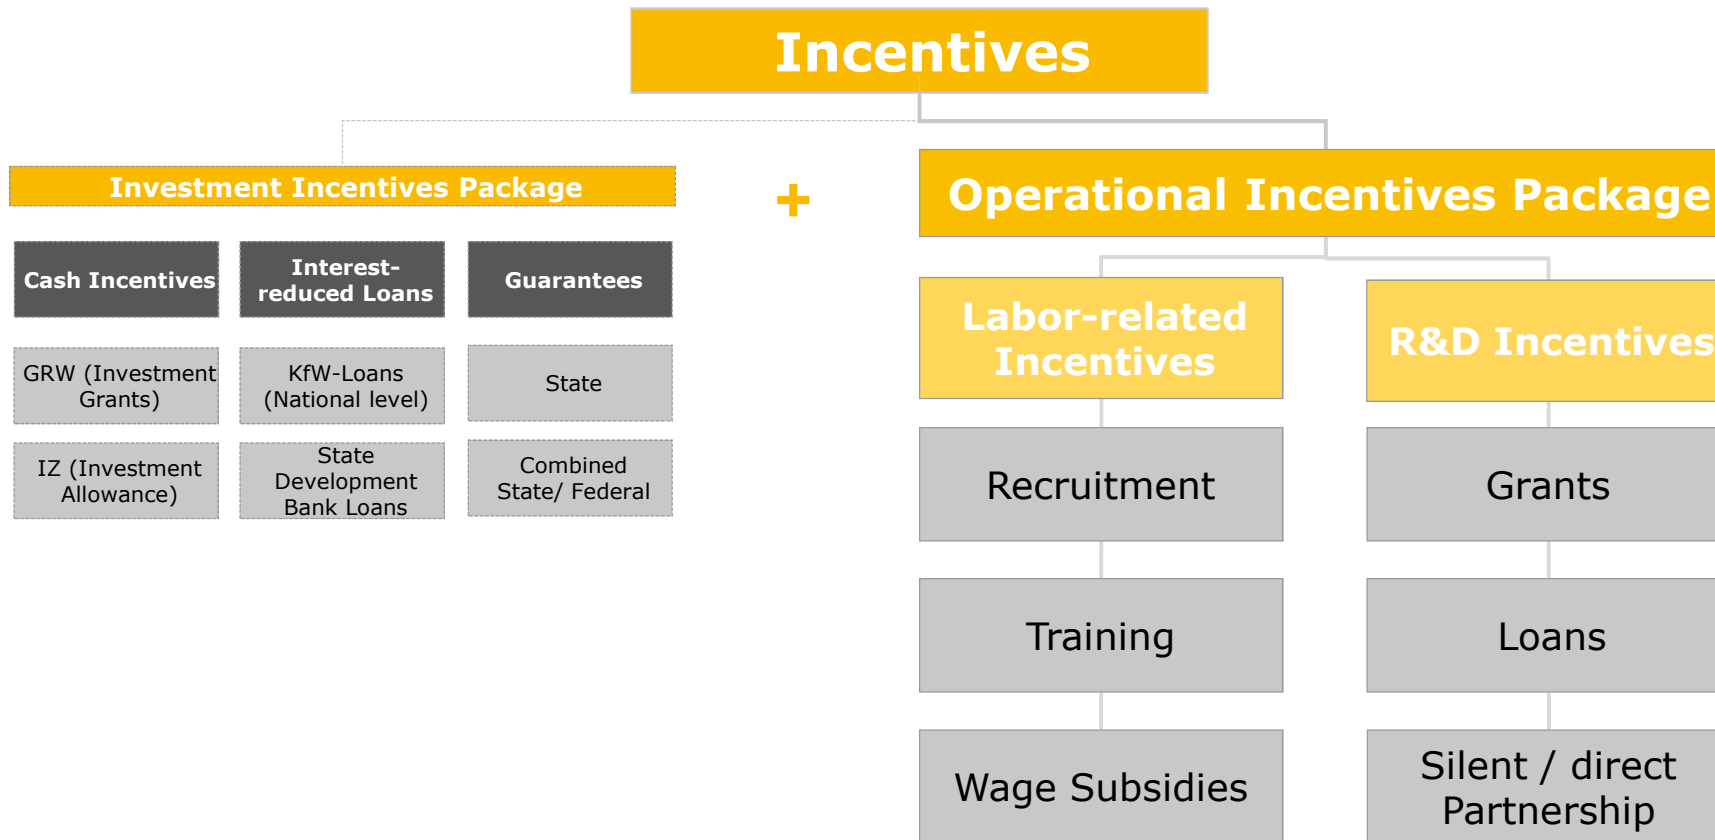 Incentives
Investment Incentives Package
+
Operational Incentives Package
Cash Incentives
Interest-
reduced Loans
Guarantees
GRW (Investment
Grants)
KfW-Loans
(National level)
State
IZ (Investment
Allowance)
State
Development
Bank Loans
Combined
State/ Federal
Labor-related
Incentives
R&D Incentives
Recruitment
Grants
Training
Loans
Wage Subsidies
Silent / direct
Partnership